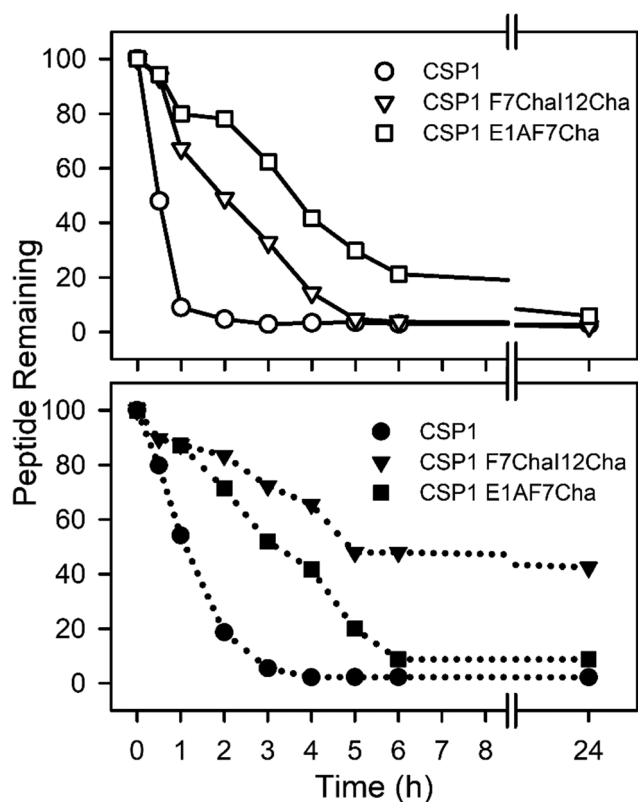 100
80
60
40
20
0
CSP1
CSP1 F7ChaI12Cha
CSP1 E1AF7Cha
Peptide Remaining
100
80
60
40
20
0
CSP1
CSP1 F7ChaI12Cha
CSP1 E1AF7Cha
0 1 2 3 4 5 6 7 8 24
Time (h)